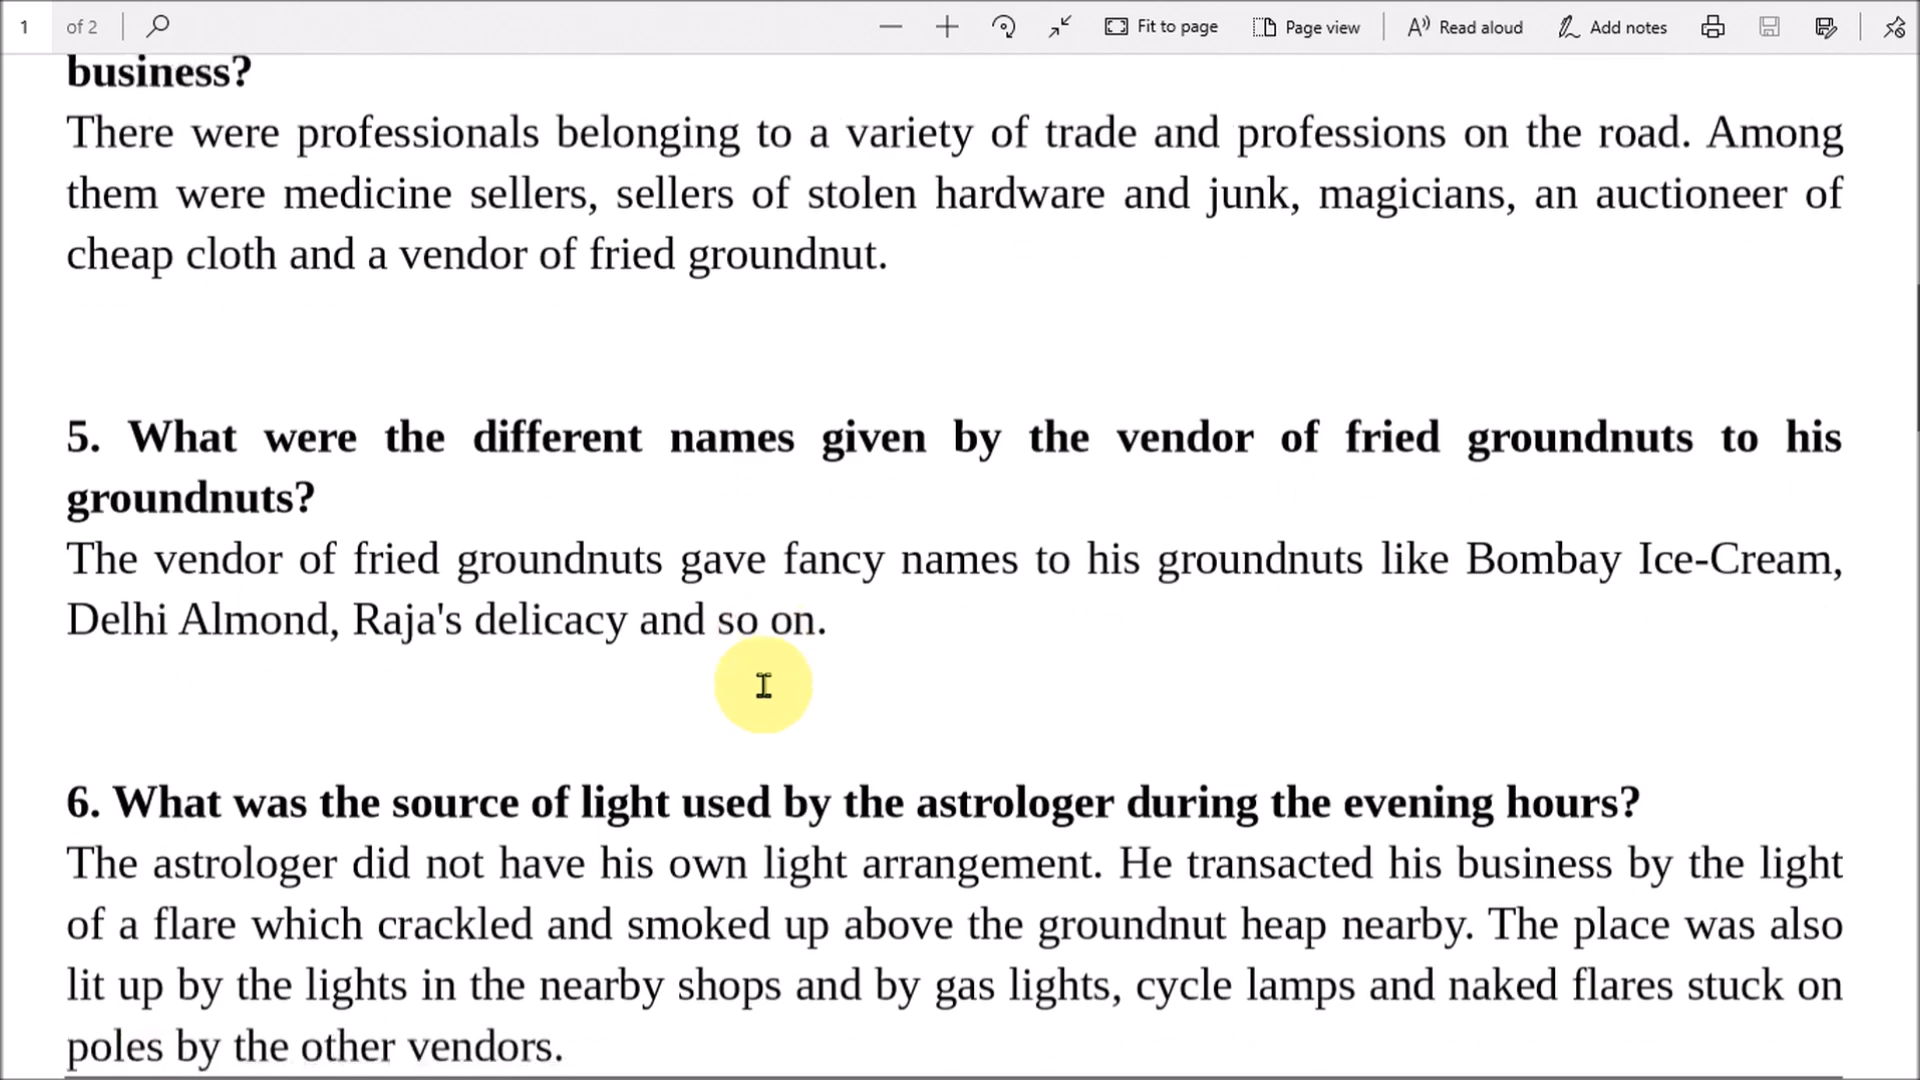 1 of 2 Fit to page Page view Read aloud Add notes
business?
There were professionals belonging to a variety of trade and professions on the road. Among
them were medicine sellers, sellers of stolen hardware and junk, magicians, an auctioneer of
cheap cloth and a vendor of fried groundnut.
5. What were the different names given by the vendor of fried groundnuts to his
groundnuts?
The vendor of fried groundnuts gave fancy names to his groundnuts like Bombay Ice-Cream,
Delhi Almond, Raja's delicacy and so on.
6. What was the source of light used by the astrologer during the evening hours?
The astrologer did not have his own light arrangement. He transacted his business by the light
of a flare which crackled and smoked up above the groundnut heap nearby. The place was also
lit up by the lights in the nearby shops and by gas lights, cycle lamps and naked flares stuck on
poles by the other vendors.